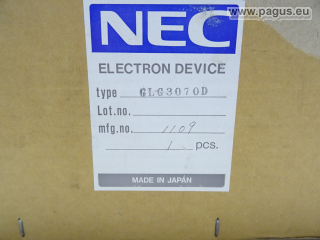 www.pagus.eu
NEC
ELECTRON DEVICE
type GLG3070D
Lot.no.
mfg.no. 1109
1 pcs.
MADE IN JAPAN